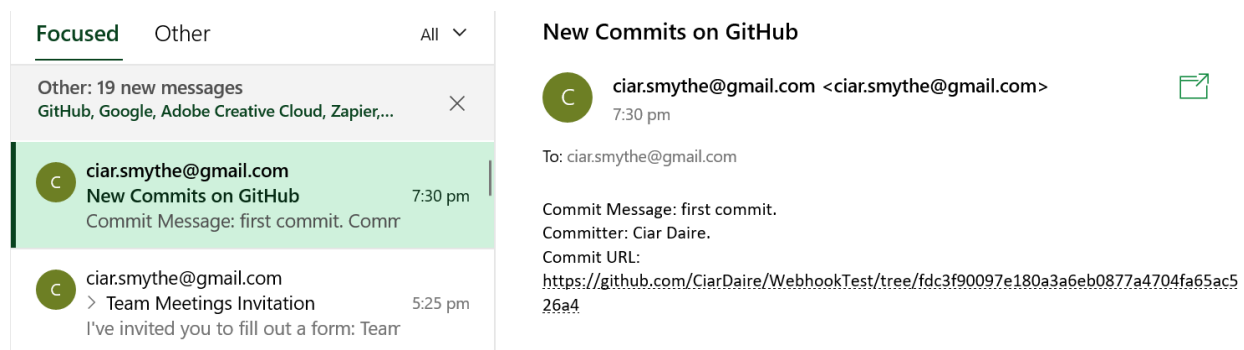 Focused Other All
Other: 19 new messages
GitHub, Google, Adobe Creative Cloud, Zapier,...
C
ciar.smythe@gmail.com
New Commits on GitHub 7:30 pm
Commit Message: first commit. Comm
C
ciar.smythe@gmail.com
> Team Meetings Invitation 5:25 pm
I've invited you to fill out a form: Team
New Commits on GitHub
C
ciar.smythe@gmail.com <ciar.smythe@gmail.com>
7:30 pm
To: ciar.smythe@gmail.com
Commit Message: first commit.
Committer: Ciar Daire.
Commit URL:
https://github.com/CiarDaire/WebhookTest/tree/fdc3f90097e180a3a6eb0877a4704fa65ac5
26a4